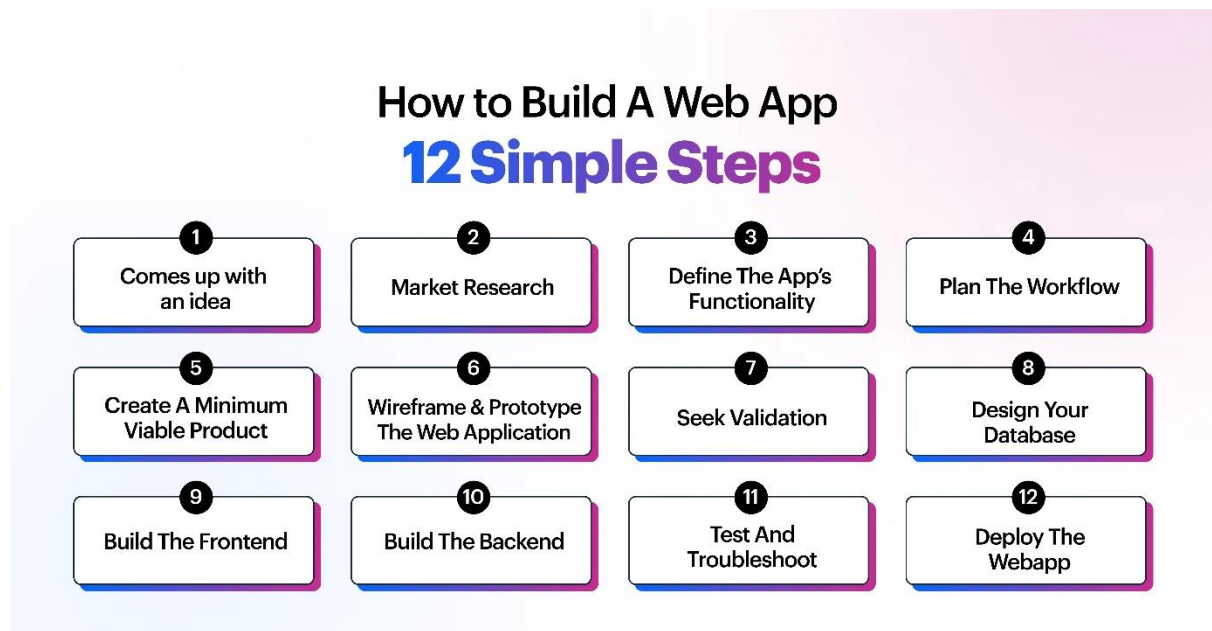 How to Build A Web App
12 Simple Steps
1
Comes up with
an idea
2
Market Research
3
Define The App's
Functionality
4
Plan The Workflow
5
Create A Minimum
Viable Product
6
Wireframe & Prototype
The Web Application
7
Seek Validation
8
Design Your
Database
9
Build The Frontend
10
Build The Backend
11
Test And
Troubleshoot
12
Deploy The
Webapp